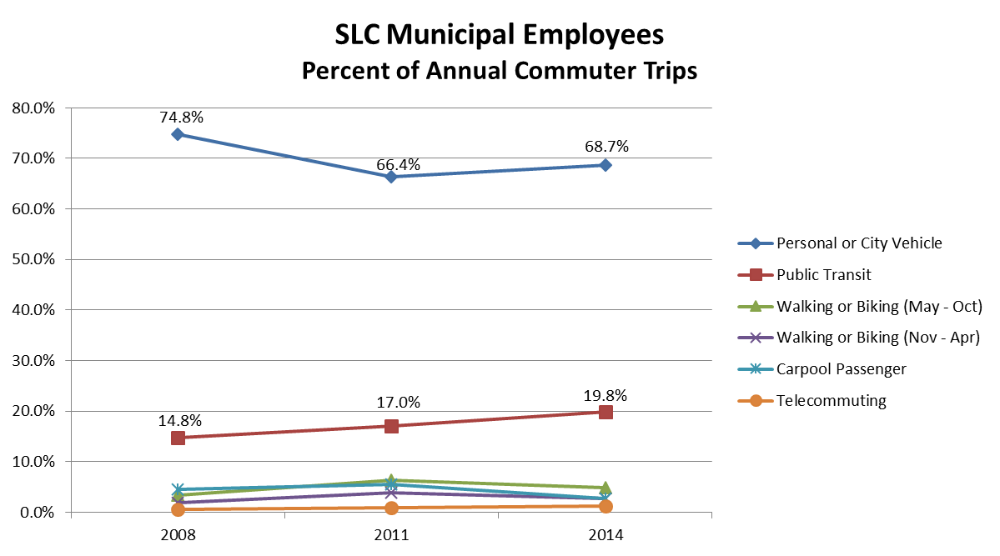 SLC Municipal Employees
Percent of Annual Commuter Trips
80.0%
70.0%
60.0%
50.0%
40.0%
30.0%
20.0%
10.0%
0.0%
74.8%
66.4%
68.7%
14.8%
17.0%
19.8%
2008
2011
2014
Personal or City Vehicle
Public Transit
Walking or Biking (May - Oct)
Walking or Biking (Nov - Apr)
Carpool Passenger
Telecommuting